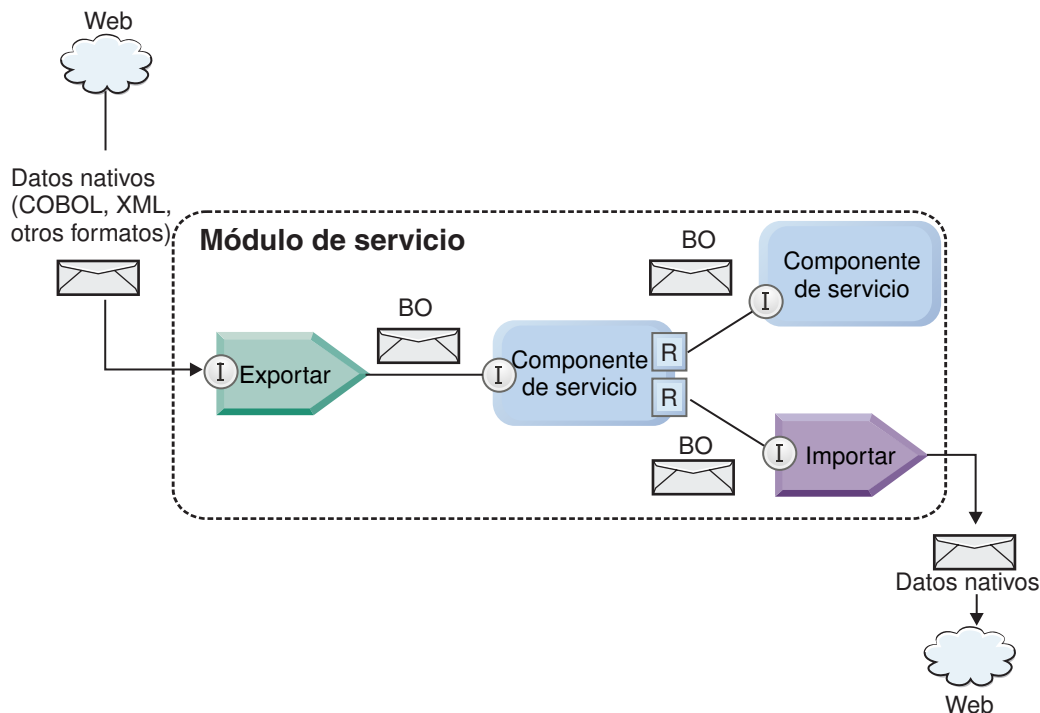 Web
Datos nativos
(COBOL, XML,
otros formatos)
Módulo de servicio
BO
Componente
de servicio
I
BO
I
Exportar
I
Componente
de servicio
R
R
BO
I
Importar
Datos nativos
Web